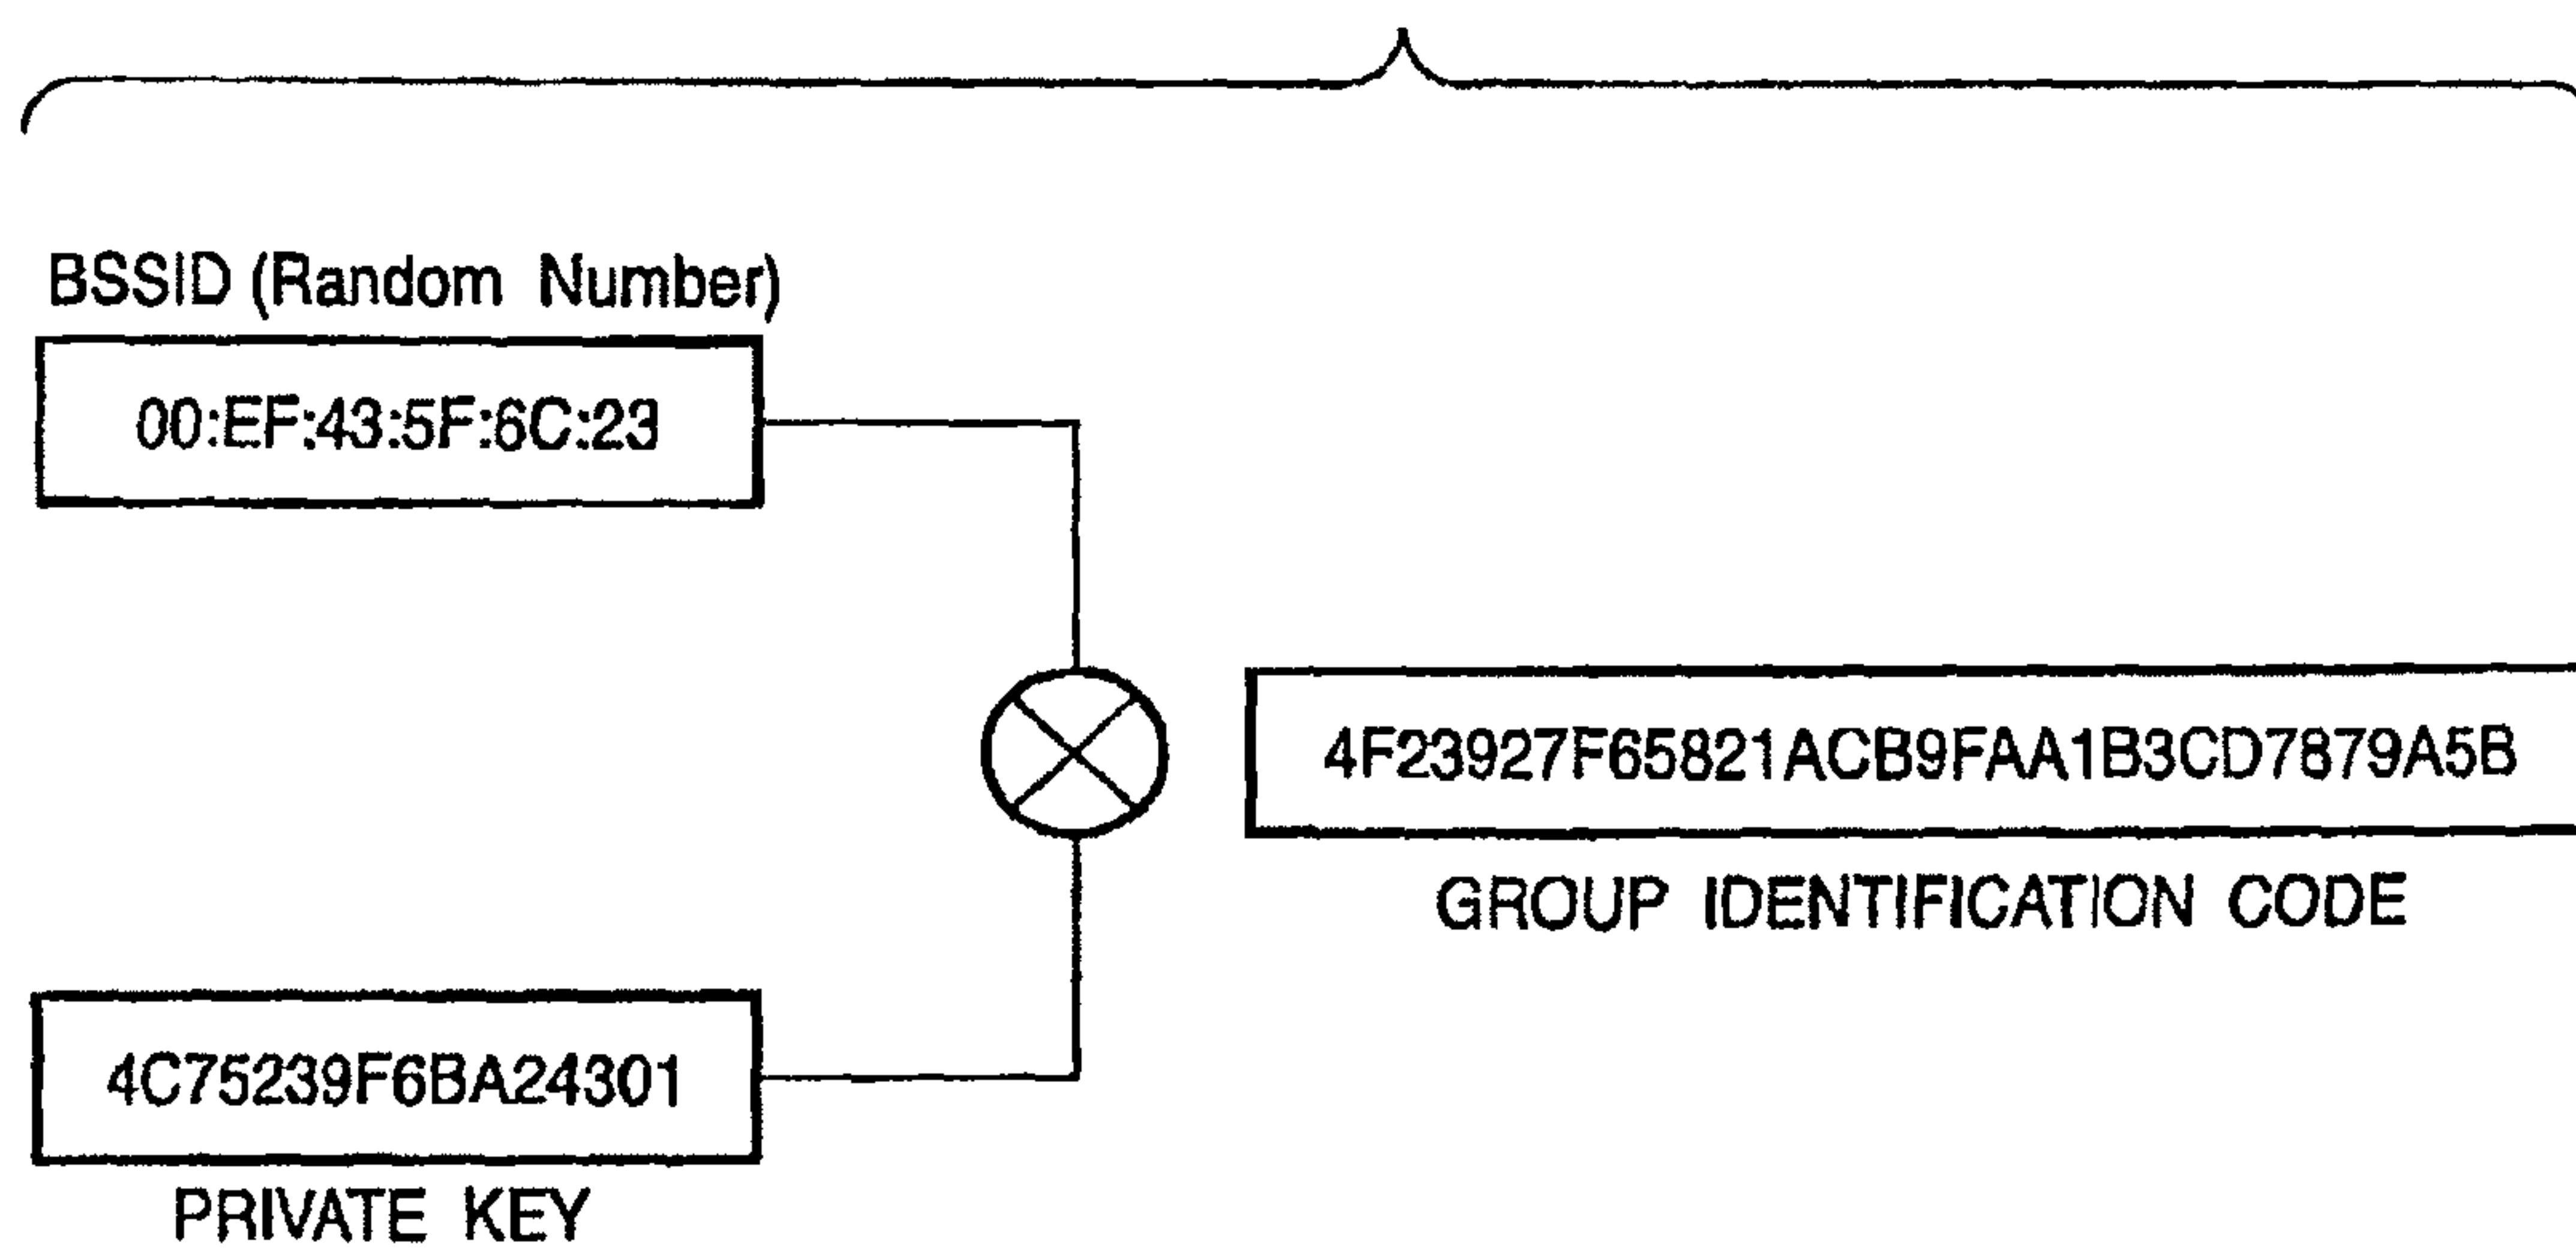 BSSID (Random Number)
00:EF:43:5F:6C:23
4F23927F65821ACB9FAA1B3CD7879A5B
GROUP IDENTIFICATION CODE
4C75239F6BA24301
PRIVATE KEY